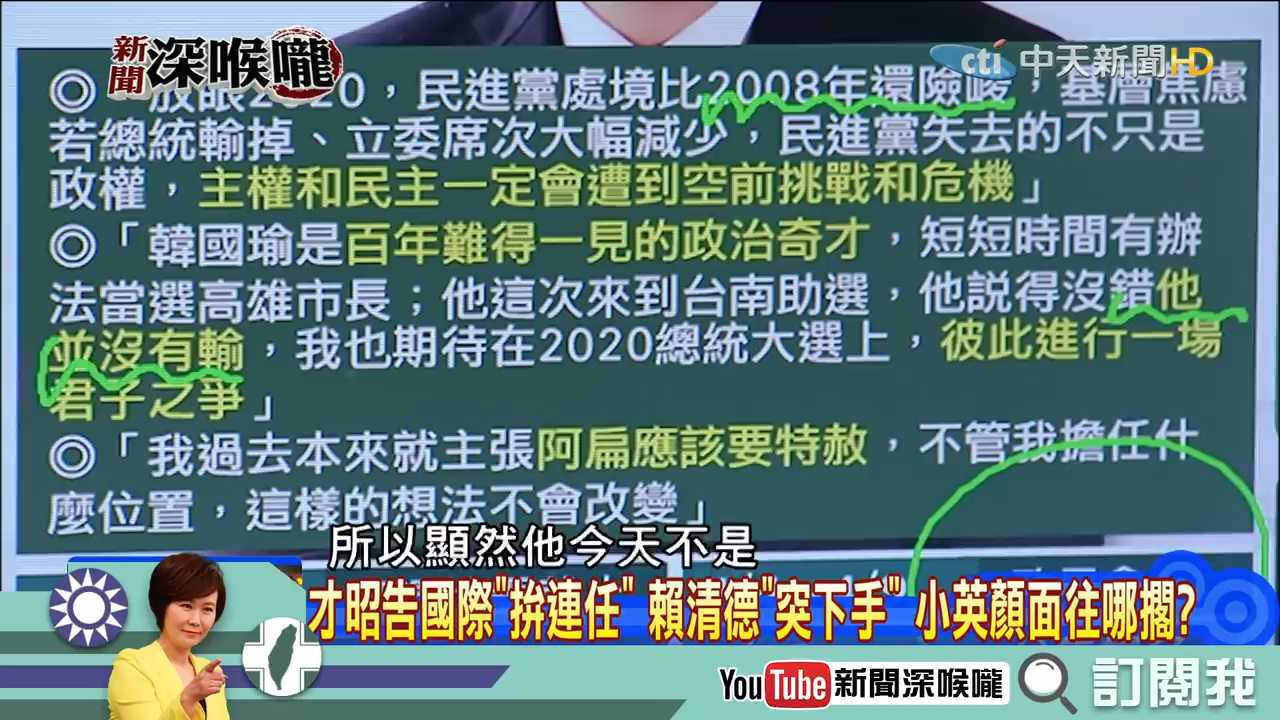 新聞深喉嚨
cti 中天新聞HD
◎「放眼2020，民進黨處境比2008年還險峻，基層焦慮
若總統輸掉、立委席次大幅減少，民進黨失去的不只是
政權，主權和民主一定會遭到空前挑戰和危機」
◎「韓國瑜是百年難得一見的政治奇才，短短時間有辦
法當選高雄市長；他這次來到台南助選，他説得沒錯他
並沒有輸，我也期待在2020總統大選上，彼此進行一場
君子之爭」
◎「我過去本來就主張阿扁應該要特赦，不管我擔任什
麼位置，這樣的想法不會改變」
所以顯然他今天不是
才昭告國際"拚連任" 賴清德"突下手" 小英顏面往哪擱?
YouTube 新聞深喉嚨 訂閱我